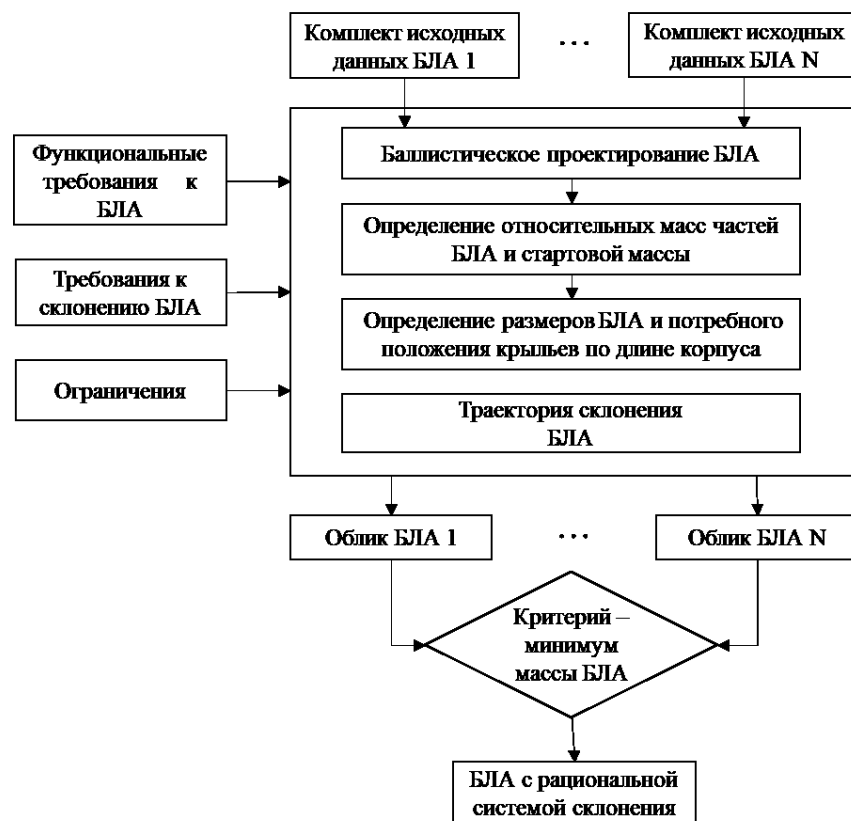 Комплект исходных
данных БЛА 1
...
Комплект исходных
данных БЛА N
Функциональные
требования к
БЛА
Требования к
склонению БЛА
Ограничения
Баллистическое проектирование БЛА
Определение относительных масс частей
БЛА и стартовой массы
Определение размеров БЛА и потребного
положения крыльев по длине корпуса
Траектория склонения
БЛА
Облик БЛА 1
...
Облик БЛА N
Критерий –
минимум
массы БЛА
БЛА с рациональной
системой склонения